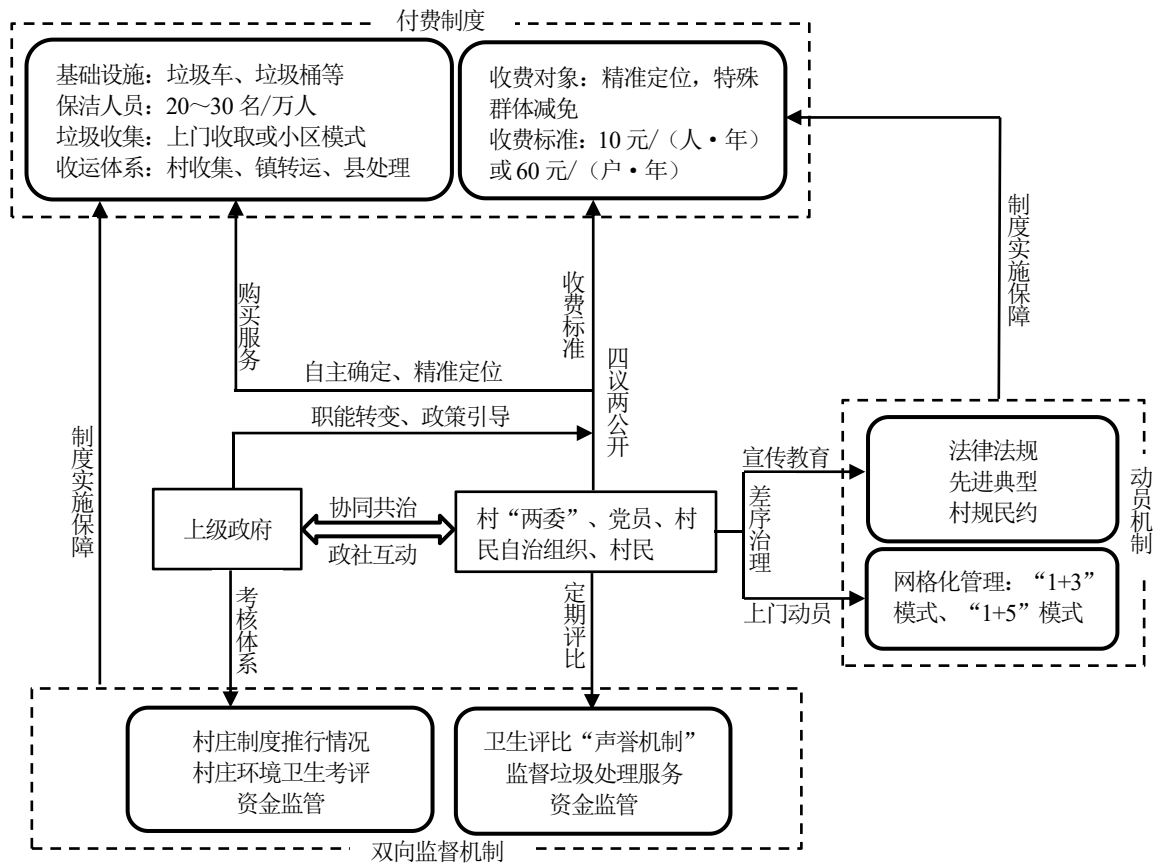 付费制度
基础设施：垃圾车、垃圾桶等
保洁人员：20～30 名/万人
垃圾收集：上门收取或小区模式
收运体系：村收集、镇转运、县处理
收费对象：精准定位，特殊
群体减免
收费标准：10 元/（人·年）
或60元/（户·年）
制度实施保障
购买服务
收费标准
制度实施保障
自主确定、精准定位
四议两公开
职能转变、政策引导
上级政府
协同共治
政社互动
村“两委”、党员、村
民自治组织、村民
宣传教育
差序治理
上门动员
法律法规
先进典型
村规民约
网格化管理：“1+3”
模式、“1+5”模式
动员机制
考核体系
定期评比
村庄制度推行情况
村庄环境卫生考评
资金监管
卫生评比“声誉机制”
监督垃圾处理服务
资金监管
双向监督机制